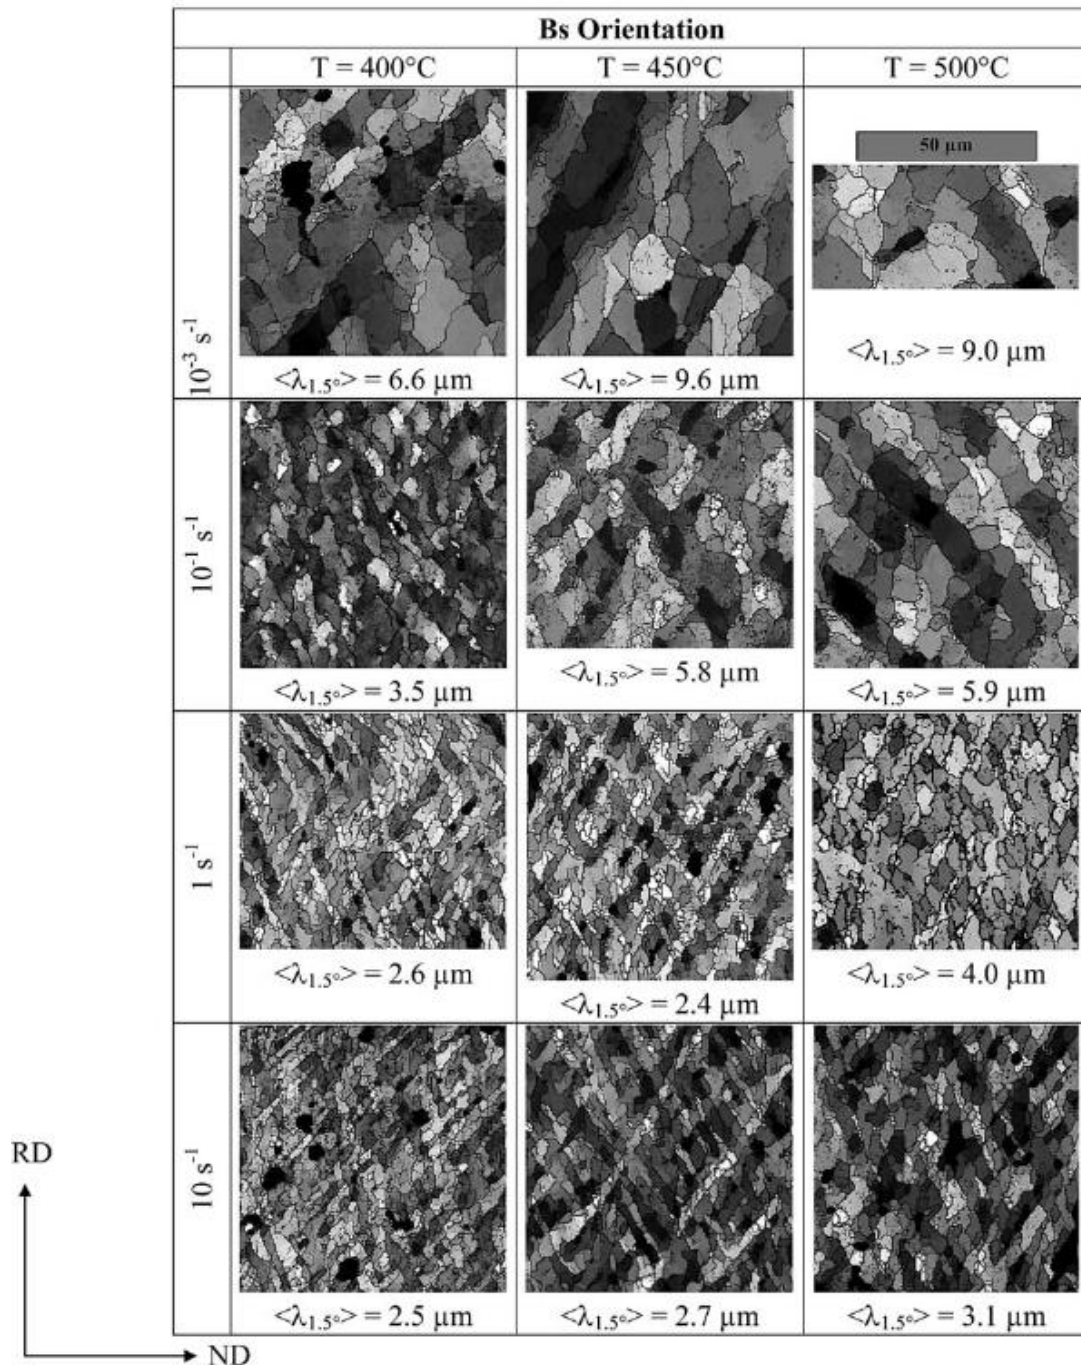 Bs Orientation
T = 400°C T = 450°C T = 500°C
50 µm
10⁻³ s⁻¹
<λ₁.₅°> = 6.6 µm <λ₁.₅°> = 9.6 µm <λ₁.₅°> = 9.0 µm
10⁻¹ s⁻¹
<λ₁.₅°> = 3.5 µm <λ₁.₅°> = 5.8 µm <λ₁.₅°> = 5.9 µm
1 s⁻¹
<λ₁.₅°> = 2.6 µm <λ₁.₅°> = 2.4 µm <λ₁.₅°> = 4.0 µm
10 s⁻¹
<λ₁.₅°> = 2.5 µm <λ₁.₅°> = 2.7 µm <λ₁.₅°> = 3.1 µm
RD
ND